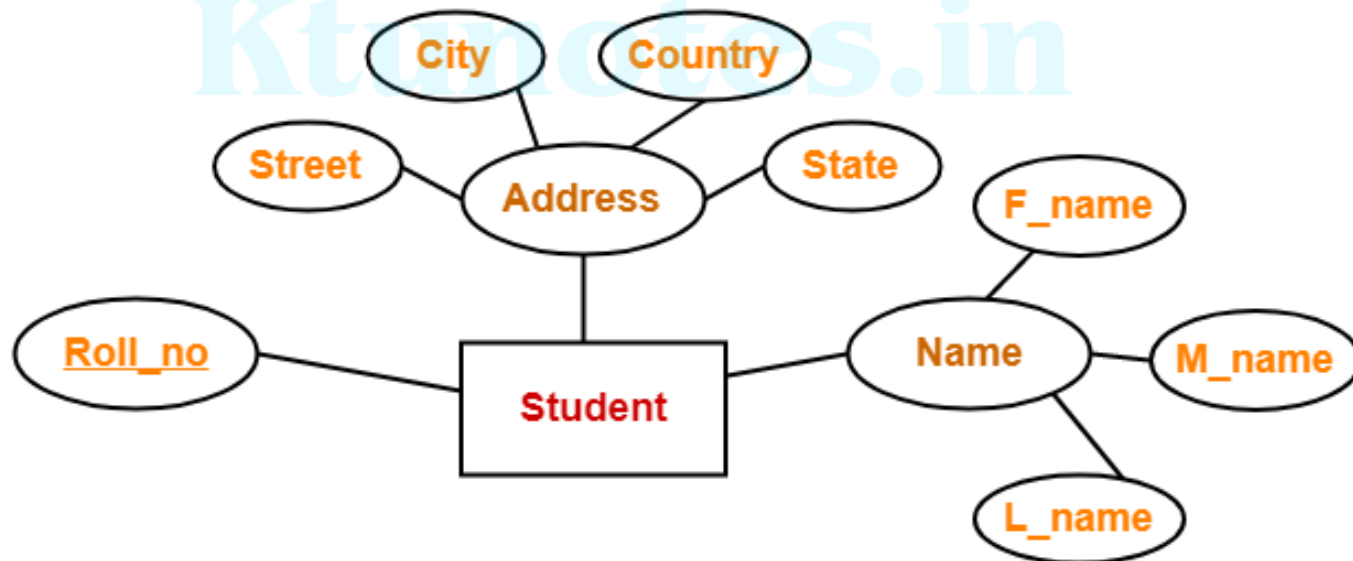 Ktunotes.in
City
Country
Street
Address
State
F_name
Roll_no
Name
M_name
Student
L_name